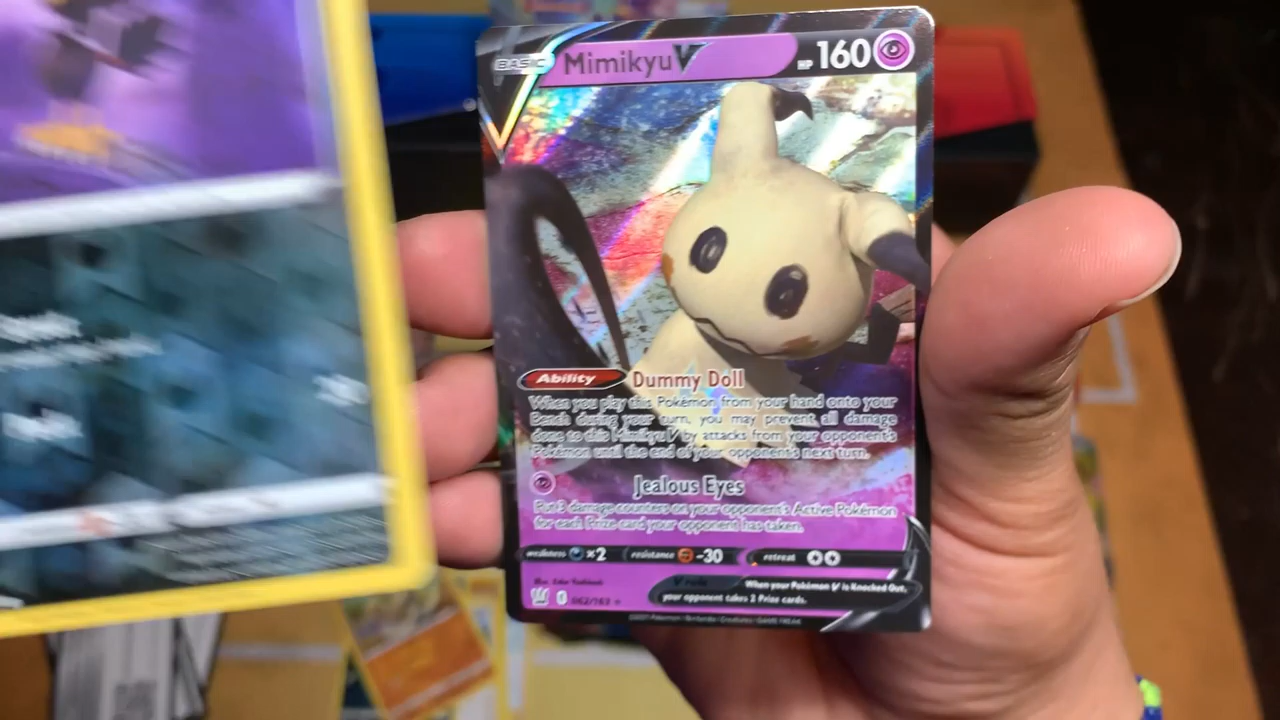 BASIC Mimikyu V HP 160
Ability Dummy Doll
When you play this Pokémon from your hand onto your
Bench during your turn, you may prevent all damage
done to this Mimikyu V by attacks from your opponent's
Pokémon until the end of your opponent's next turn.
Jealous Eyes
Put 3 damage counters on your opponent's Active Pokémon
for each Prize card your opponent has taken.
weakness ×2 resistance -30 retreat
V rule When your Pokémon V is Knocked Out,
your opponent takes 2 Prize cards.
062/163